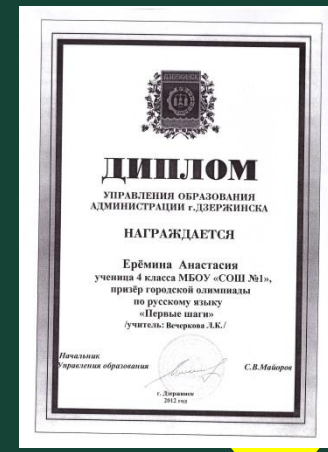 ДЗЕРЖИНСК
ДИПЛОМ
УПРАВЛЕНИЯ ОБРАЗОВАНИЯ
АДМИНИСТРАЦИИ г.ДЗЕРЖИНСКА
НАГРАЖДАЕТСЯ
Ерёмина Анастасия
ученица 4 класса МБОУ «СОШ №1»,
призёр городской олимпиады
по русскому языку
«Первые шаги»
/учитель: Вечеркова Л.К./
Начальник
Управления образования
С.В.Майоров
г. Дзержинск
2012 год